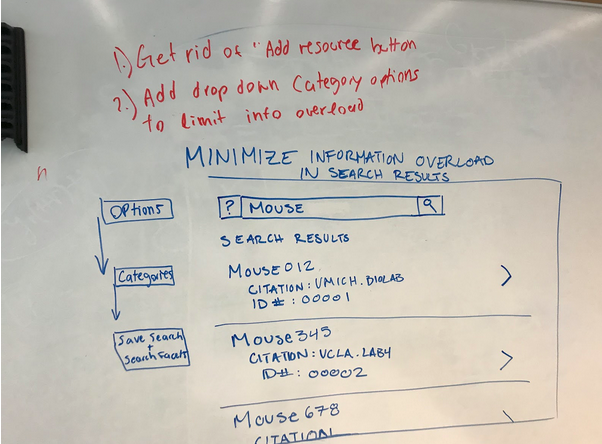 1.) Get rid of "Add resource button
2.) Add drop down Category options
to limit info overload
MINIMIZE INFORMATION OVERLOAD
IN SEARCH RESULTS
n
OPtions
? MOUSE
SEARCH RESULTS
Categories
MOUSE 012
CITATION: UMICH.BIOLAB
ID #: 00001
Save Search
+
Search Facets
Mouse 345
CITATION: UCLA.LAB4
ID#: 00002
Mouse 678
CITATION